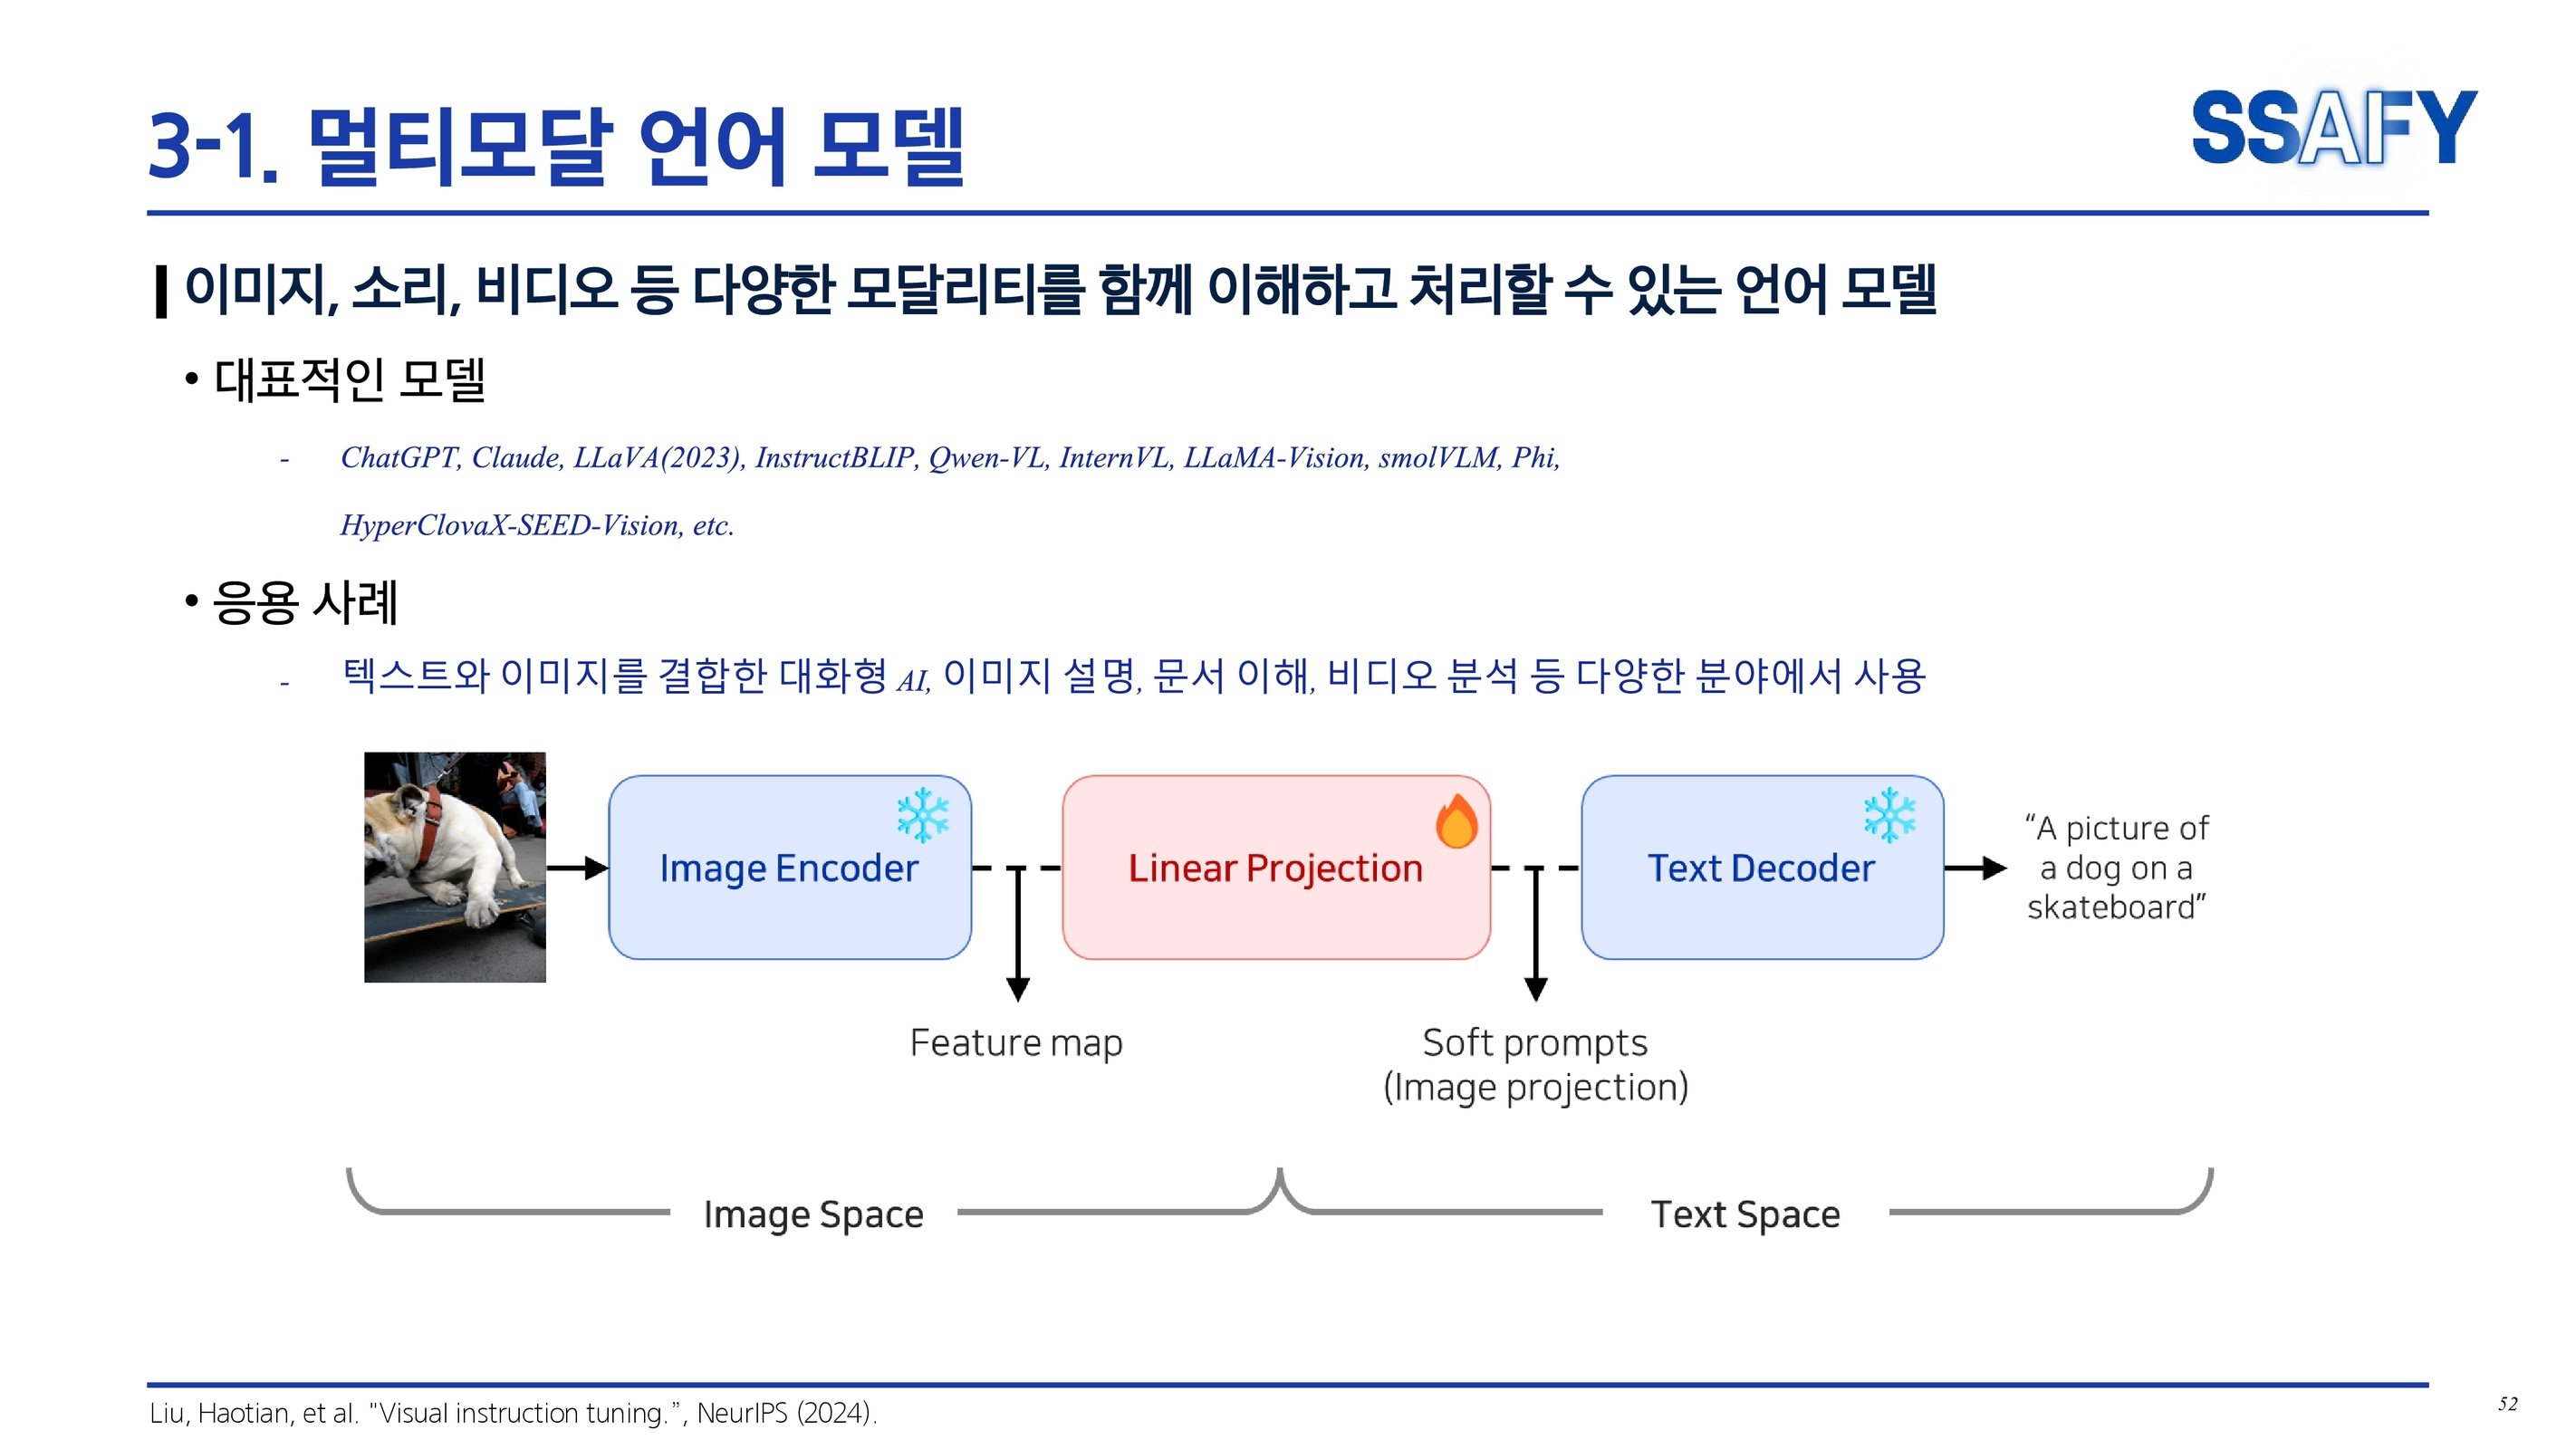 3-1. 멀티모달 언어 모델
SSAFY
이미지, 소리, 비디오 등 다양한 모달리티를 함께 이해하고 처리할 수 있는 언어 모델
• 대표적인 모델
- ChatGPT, Claude, LLaVA(2023), InstructBLIP, Qwen-VL, InternVL, LLaMA-Vision, smolVLM, Phi,
HyperClovaX-SEED-Vision, etc.
• 응용 사례
- 텍스트와 이미지를 결합한 대화형 AI, 이미지 설명, 문서 이해, 비디오 분석 등 다양한 분야에서 사용
Image Encoder
Linear Projection
Text Decoder
“A picture of
a dog on a
skateboard”
Feature map
Soft prompts
(Image projection)
Image Space
Text Space
Liu, Haotian, et al. "Visual instruction tuning.”, NeurIPS (2024).
52